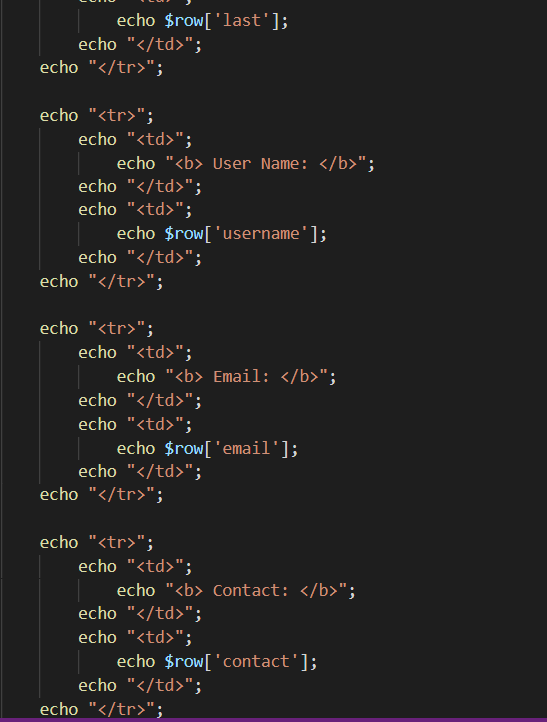 echo "<td>";
            echo $row['last'];
        echo "</td>";
    echo "</tr>";

    echo "<tr>";
        echo "<td>";
            echo "<b> User Name: </b>";
        echo "</td>";
        echo "<td>";
            echo $row['username'];
        echo "</td>";
    echo "</tr>";

    echo "<tr>";
        echo "<td>";
            echo "<b> Email: </b>";
        echo "</td>";
        echo "<td>";
            echo $row['email'];
        echo "</td>";
    echo "</tr>";

    echo "<tr>";
        echo "<td>";
            echo "<b> Contact: </b>";
        echo "</td>";
        echo "<td>";
            echo $row['contact'];
        echo "</td>";
    echo "</tr>";